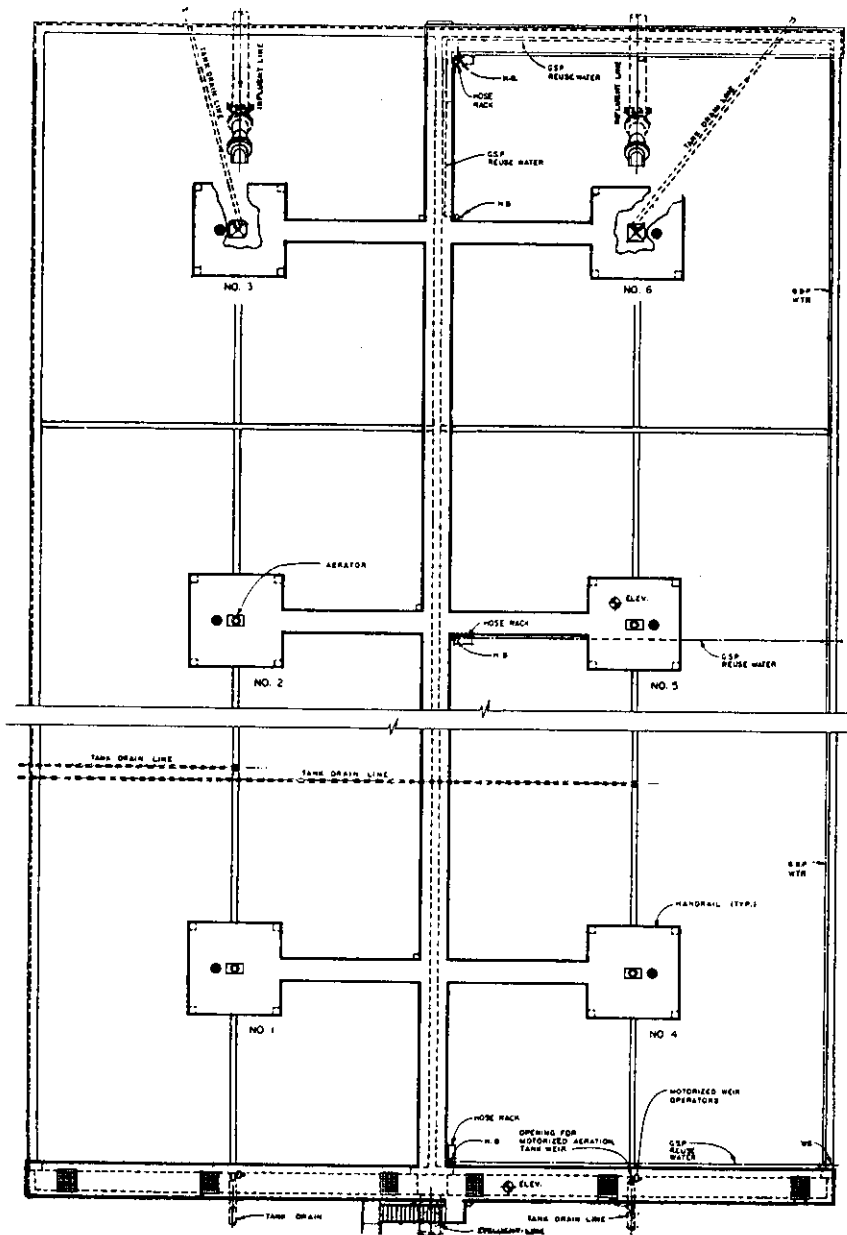 TANK DRAIN LINE
INFLUENT LINE
H.B.
HOSE
RACK
GSP
REUSE WATER
INFLUENT LINE
TANK DRAIN LINE
GSP
REUSE WATER
H.B
NO. 3
NO. 6
GSP
WTR
AERATOR
ELEV.
HOSE RACK
H.B
GSP
REUSE WATER
NO. 2
NO. 5
TANK DRAIN LINE
TANK DRAIN LINE
GSP
WTR
HANDRAIL (TYP.)
NO. 1
NO. 4
MOTORIZED WEIR
OPERATORS
HOSE RACK
OPENING FOR
MOTORIZED AERATION
TANK WEIR
H.B
GSP
REUSE
WATER
ELEV.
TANK DRAIN
EFFLUENT LINE
TANK DRAIN LINE